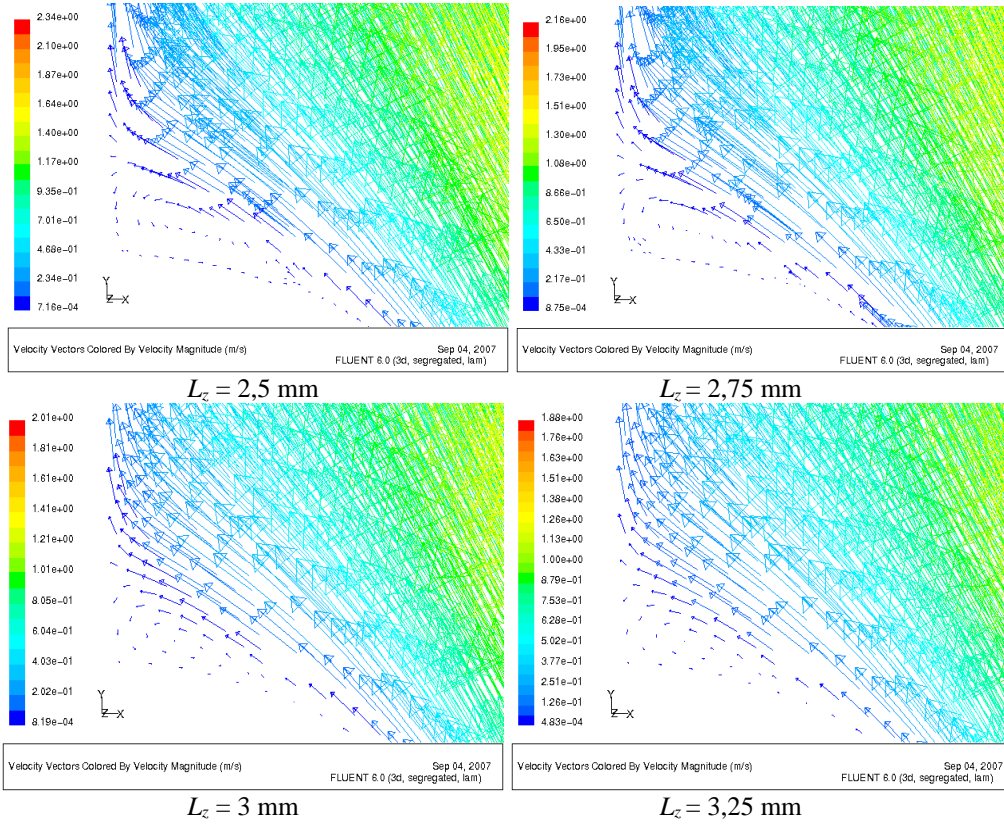 2.34e+00
2.10e+00
1.87e+00
1.64e+00
1.40e+00
1.17e+00
9.35e-01
7.01e-01
4.68e-01
2.34e-01
7.16e-04
Y
Z X
Velocity Vectors Colored By Velocity Magnitude (m/s)
Sep 04, 2007
FLUENT 6.0 (3d, segregated, lam)
Lz = 2,5 mm
2.16e+00
1.95e+00
1.73e+00
1.51e+00
1.30e+00
1.08e+00
8.66e-01
6.50e-01
4.33e-01
2.17e-01
8.75e-04
Y
Z X
Velocity Vectors Colored By Velocity Magnitude (m/s)
Sep 04, 2007
FLUENT 6.0 (3d, segregated, lam)
Lz = 2,75 mm
2.01e+00
1.81e+00
1.61e+00
1.41e+00
1.21e+00
1.01e+00
8.05e-01
6.04e-01
4.03e-01
2.02e-01
8.19e-04
Y
Z X
Velocity Vectors Colored By Velocity Magnitude (m/s)
Sep 04, 2007
FLUENT 6.0 (3d, segregated, lam)
Lz = 3 mm
1.88e+00
1.76e+00
1.63e+00
1.51e+00
1.38e+00
1.26e+00
1.13e+00
1.00e+00
8.79e-01
7.53e-01
6.28e-01
5.02e-01
3.77e-01
2.51e-01
1.26e-01
4.83e-04
Y
Z X
Velocity Vectors Colored By Velocity Magnitude (m/s)
Sep 04, 2007
FLUENT 6.0 (3d, segregated, lam)
Lz = 3,25 mm